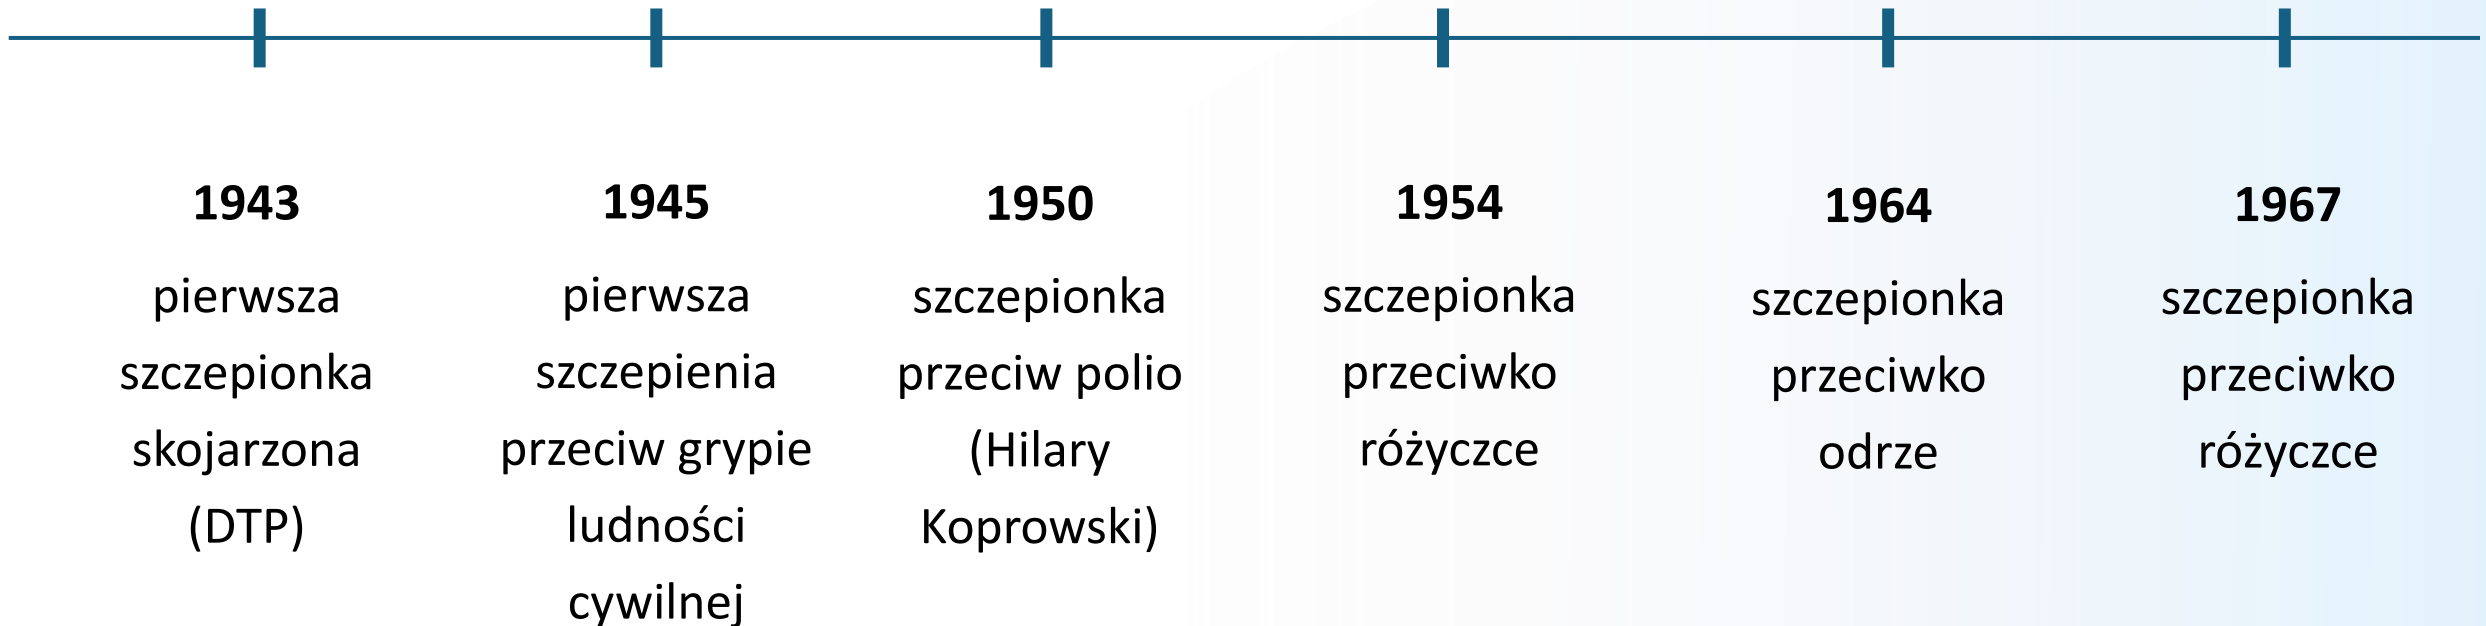 1943
pierwsza
szczepionka
skojarzona
(DTP)
1945
pierwsza
szczepienia
przeciw grypie
ludności
cywilnej
1950
szczepionka
przeciw polio
(Hilary
Koprowski)
1954
szczepionka
przeciwko
różyczce
1964
szczepionka
przeciwko
odrze
1967
szczepionka
przeciwko
różyczce